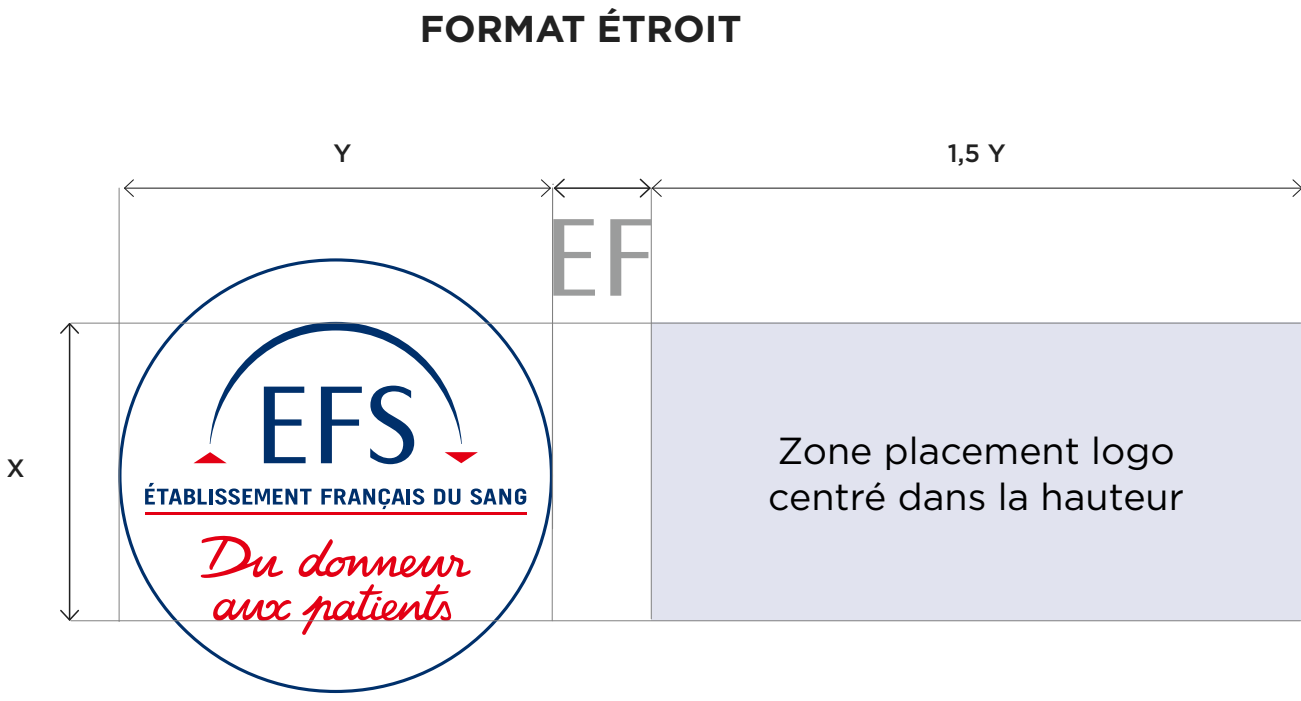 FORMAT ÉTROIT
Y
1,5 Y
EF
X
EFS
ÉTABLISSEMENT FRANÇAIS DU SANG
Du donneur
aux patients
Zone placement logo
centré dans la hauteur